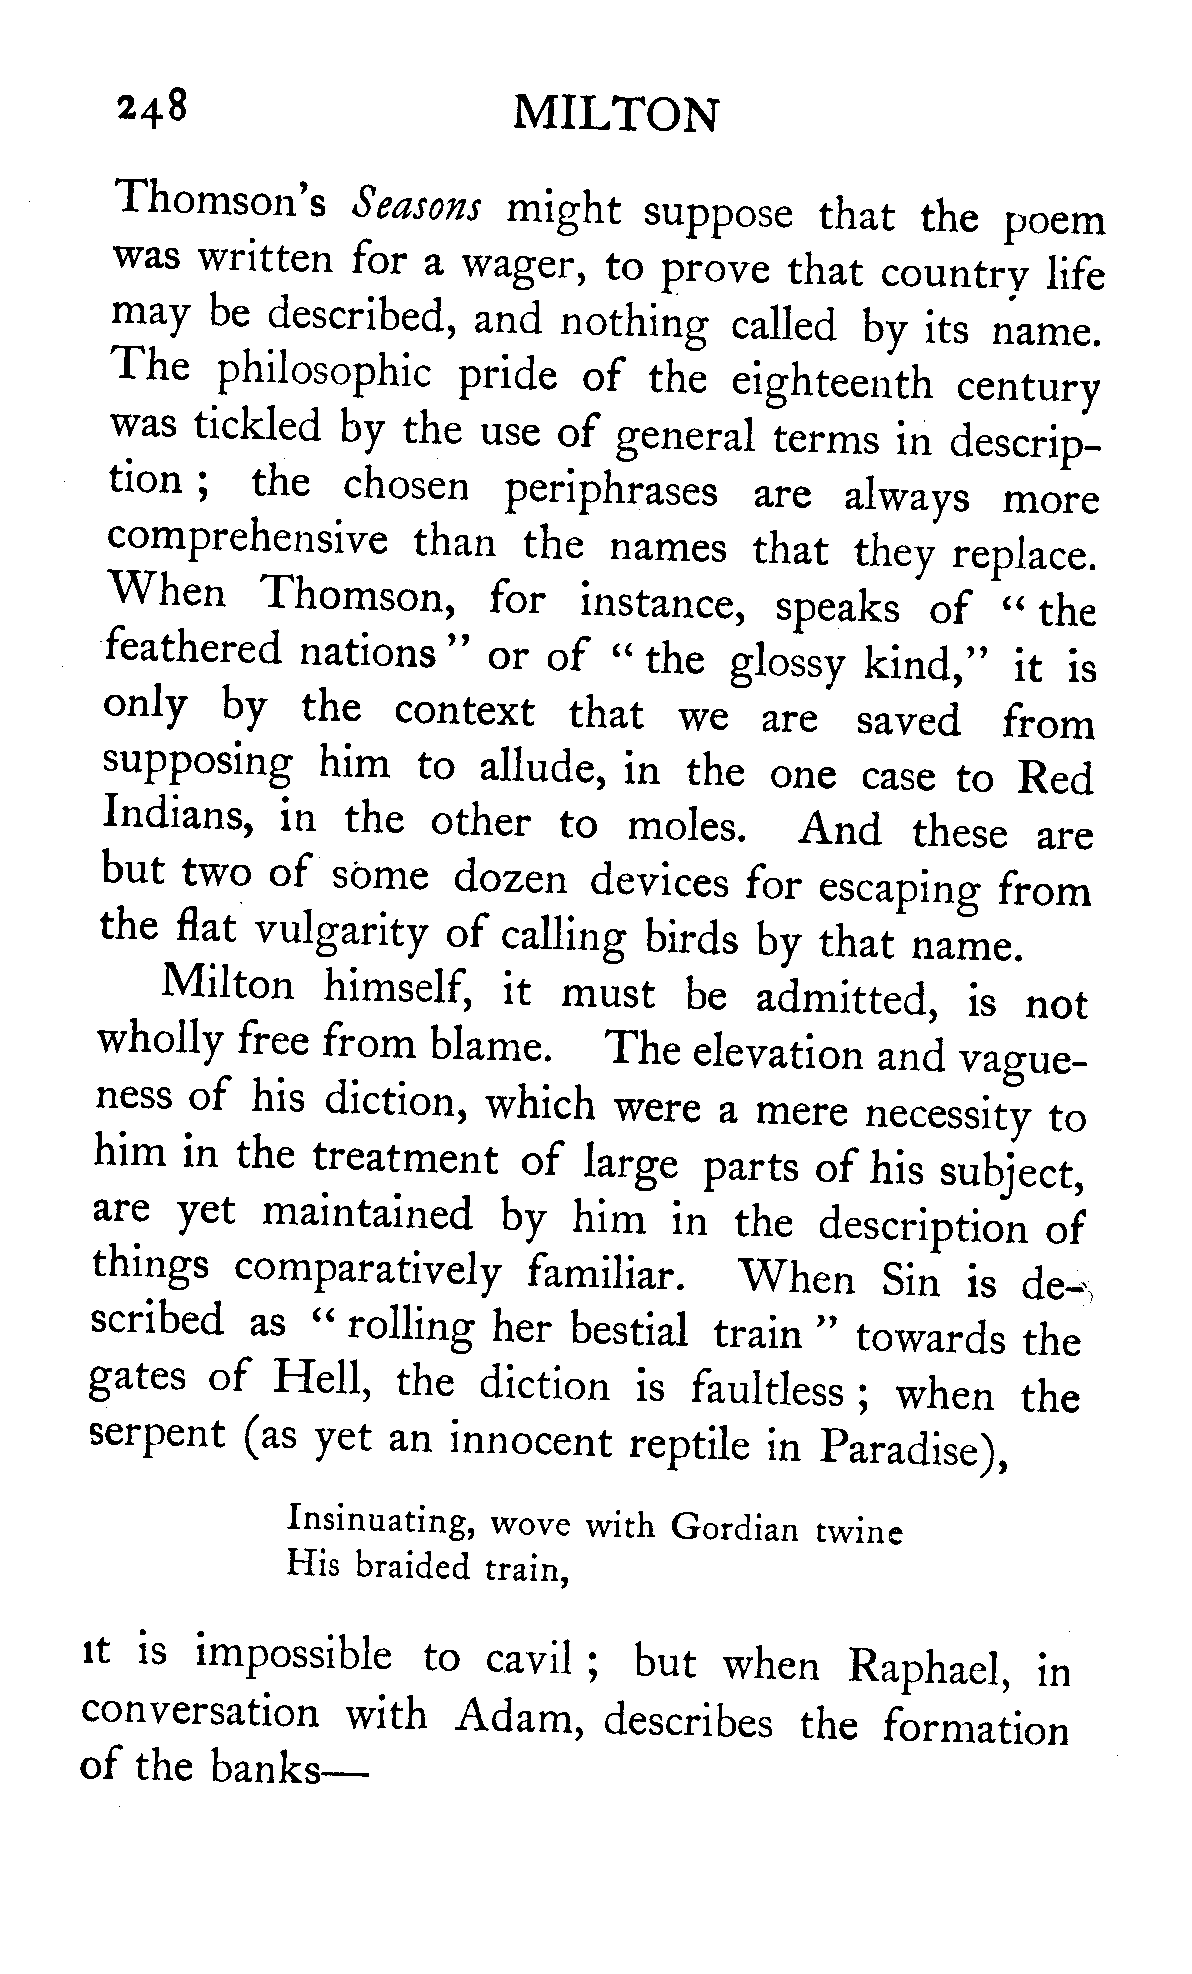 248 MILTON
Thomson's Seasons might suppose that the poem
was written for a wager, to prove that country life
may be described, and nothing called by its name.
The philosophic pride of the eighteenth century
was tickled by the use of general terms in descrip-
tion ; the chosen periphrases are always more
comprehensive than the names that they replace.
When Thomson, for instance, speaks of “ the
feathered nations ” or of “ the glossy kind,” it is
only by the context that we are saved from
supposing him to allude, in the one case to Red
Indians, in the other to moles. And these are
but two of some dozen devices for escaping from
the flat vulgarity of calling birds by that name.
Milton himself, it must be admitted, is not
wholly free from blame. The elevation and vague-
ness of his diction, which were a mere necessity to
him in the treatment of large parts of his subject,
are yet maintained by him in the description of
things comparatively familiar. When Sin is de-
scribed as “ rolling her bestial train ” towards the
gates of Hell, the diction is faultless ; when the
serpent (as yet an innocent reptile in Paradise),
Insinuating, wove with Gordian twine
His braided train,
it is impossible to cavil ; but when Raphael, in
conversation with Adam, describes the formation
of the banks—